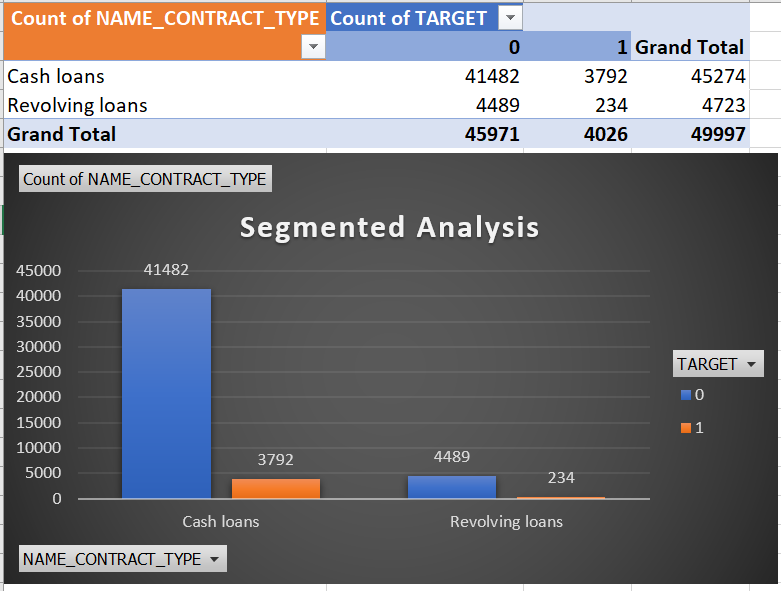 Count of NAME_CONTRACT_TYPE Count of TARGET
0 1 Grand Total
Cash loans 41482 3792 45274
Revolving loans 4489 234 4723
Grand Total 45971 4026 49997
Count of NAME_CONTRACT_TYPE
Segmented Analysis
45000
40000
35000
30000
25000
20000
15000
10000
5000
0
41482
3792
4489
234
Cash loans Revolving loans
TARGET
0
1
NAME_CONTRACT_TYPE